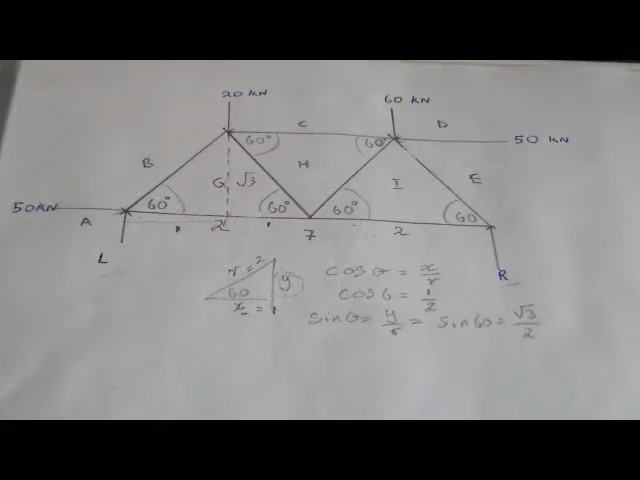 20 kN
60 kN
C
D
60°
60°
50 kN
B
H
G
√3
I
E
50kN
60°
60°
60°
60
A
1
2
1
7
2
L
R
r=2
60
y
x =
cos θ = x/r
cos 6 = 1/2
sin θ = y/r = sin 60 = √3/2